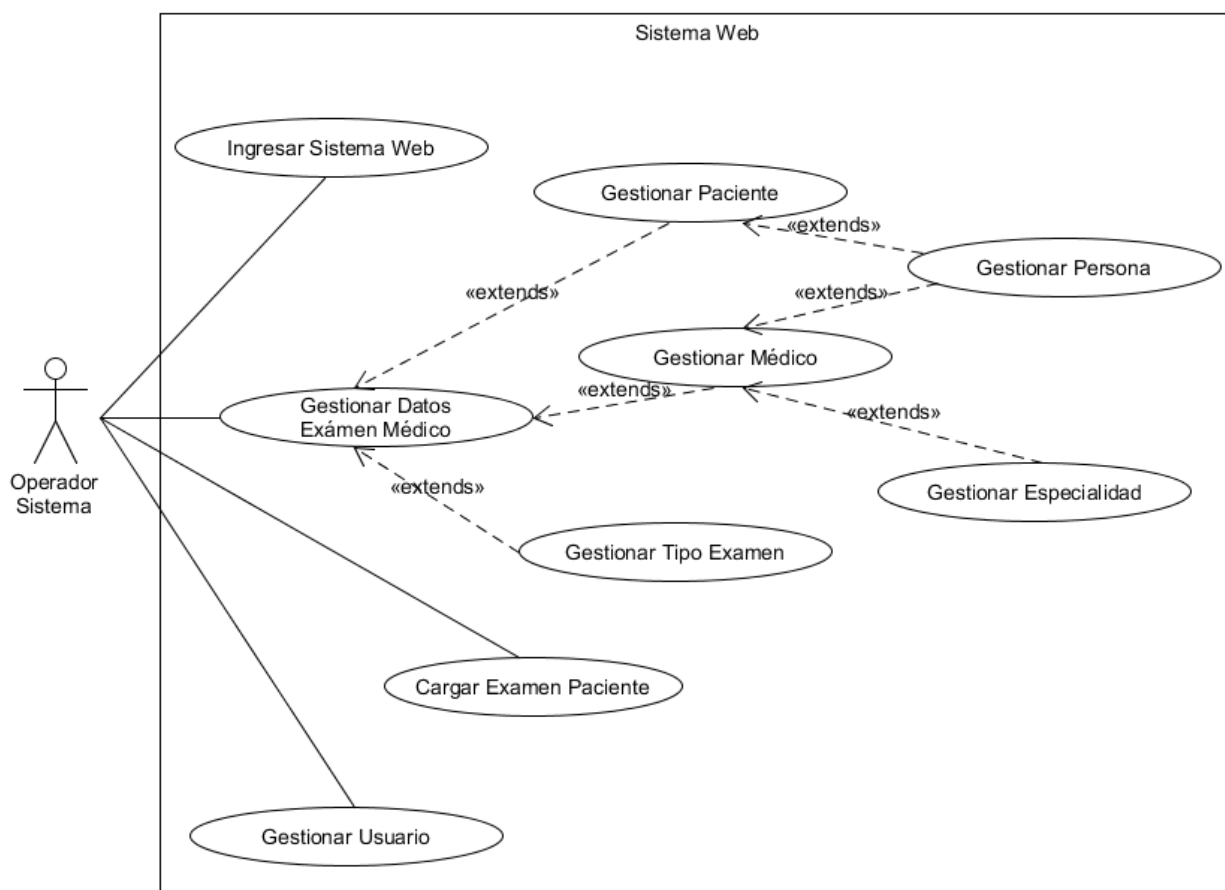 Sistema Web
Ingresar Sistema Web
Gestionar Paciente
«extends»
Gestionar Persona
«extends»
«extends»
Gestionar Médico
«extends»
Gestionar Datos
Exámen Médico
«extends»
«extends»
Gestionar Especialidad
Operador
Sistema
Gestionar Tipo Examen
Cargar Examen Paciente
Gestionar Usuario